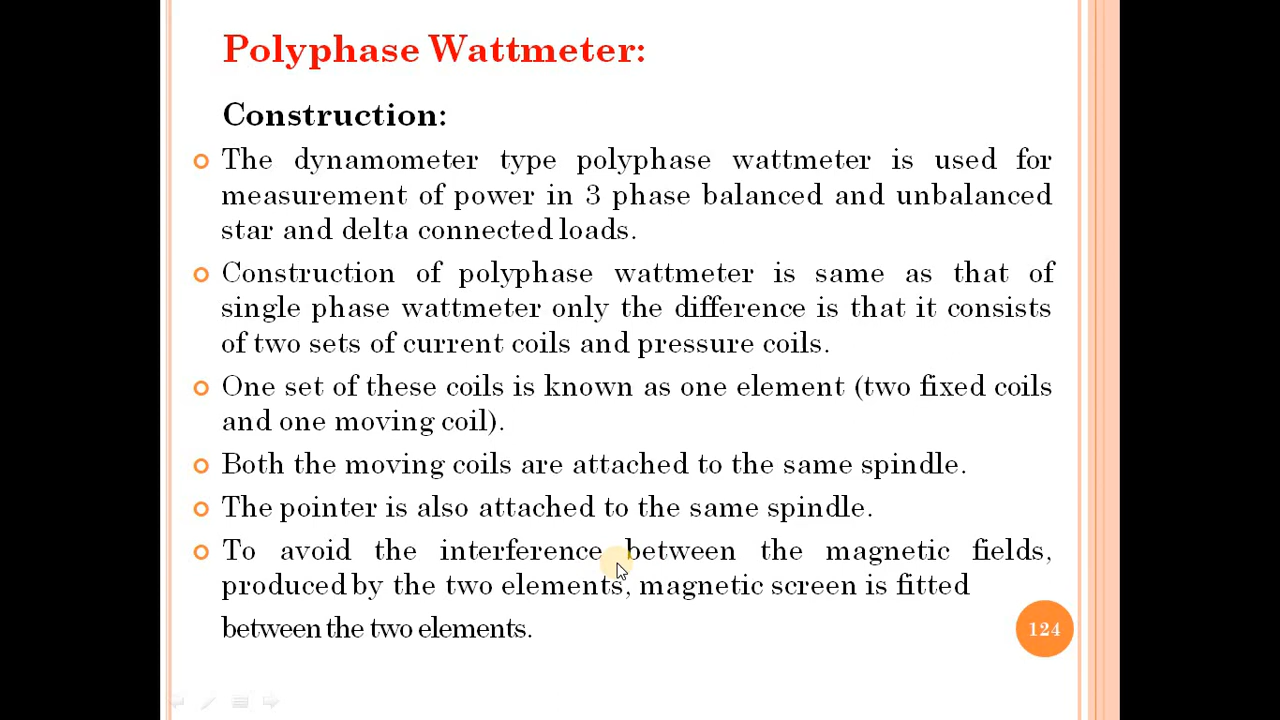 Polyphase Wattmeter:
Construction:
The dynamometer type polyphase wattmeter is used for
measurement of power in 3 phase balanced and unbalanced
star and delta connected loads.
Construction of polyphase wattmeter is same as that of
single phase wattmeter only the difference is that it consists
of two sets of current coils and pressure coils.
One set of these coils is known as one element (two fixed coils
and one moving coil).
Both the moving coils are attached to the same spindle.
The pointer is also attached to the same spindle.
To avoid the interference between the magnetic fields,
produced by the two elements, magnetic screen is fitted
between the two elements.
124